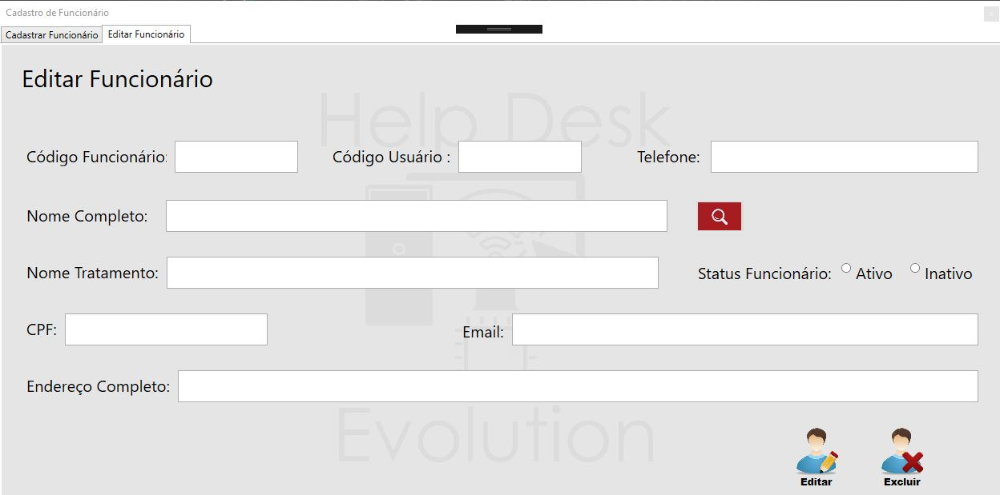 Cadastro de Funcionário
x
Cadastrar Funcionário Editar Funcionário
Editar Funcionário
Help Desk
Código Funcionário: Código Usuário : Telefone:
Nome Completo:
Nome Tratamento: Status Funcionário: Ativo Inativo
CPF: Email:
Endereço Completo:
Evolution
Editar Excluir